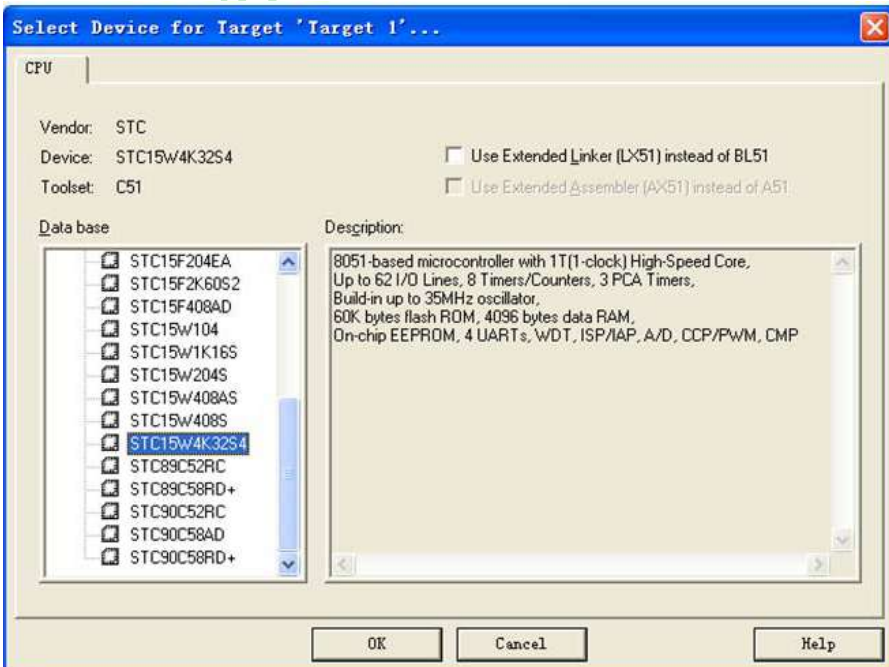 Select Device for Target 'Target 1'...
CPU
Vendor: STC
Device: STC15W4K32S4
Toolset: C51
Use Extended Linker (LX51) instead of BL51
Use Extended Assembler (AX51) instead of A51
Data base
STC15F204EA
STC15F2K60S2
STC15F408AD
STC15W104
STC15W1K16S
STC15W204S
STC15W408AS
STC15W408S
STC15W4K32S4
STC89C52RC
STC89C58RD+
STC90C52RC
STC90C58AD
STC90C58RD+
Description:
8051-based microcontroller with 1T(1-clock) High-Speed Core,
Up to 62 I/O Lines, 8 Timers/Counters, 3 PCA Timers,
Build-in up to 35MHz oscillator,
60K bytes flash ROM, 4096 bytes data RAM,
On-chip EEPROM, 4 UARTs, WDT, ISP/IAP, A/D, CCP/PWM, CMP
OK
Cancel
Help